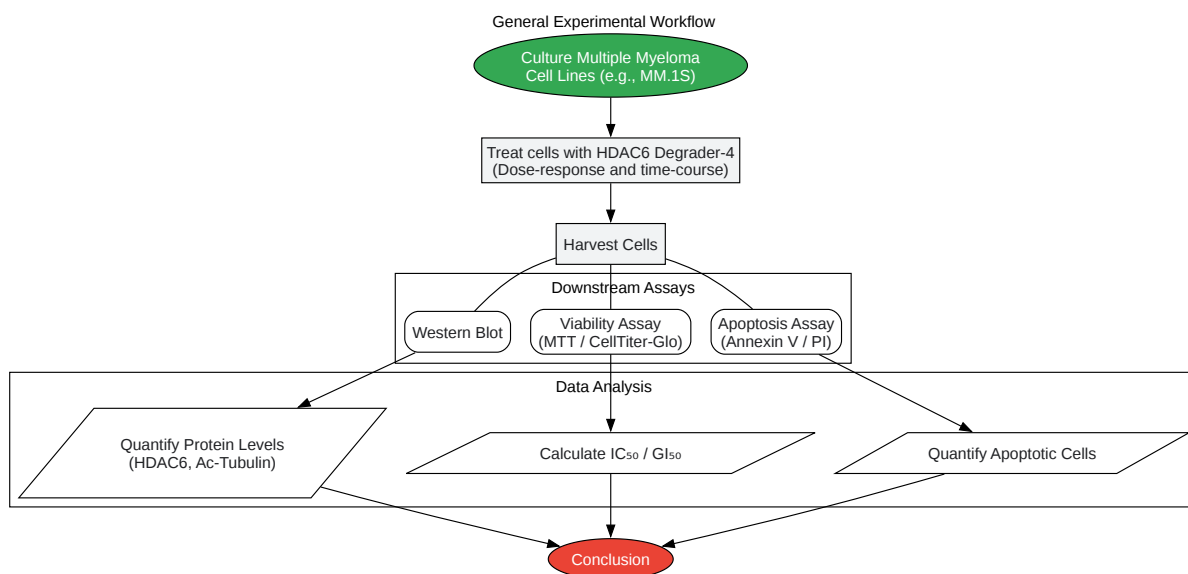 General Experimental Workflow
Culture Multiple Myeloma
Cell Lines (e.g., MM.1S)
Treat cells with HDAC6 Degrader-4
(Dose-response and time-course)
Harvest Cells
Downstream Assays
Western Blot
Viability Assay
(MTT / CellTiter-Glo)
Apoptosis Assay
(Annexin V / PI)
Data Analysis
Quantify Protein Levels
(HDAC6, Ac-Tubulin)
Calculate IC₅₀ / GI₅₀
Quantify Apoptotic Cells
Conclusion